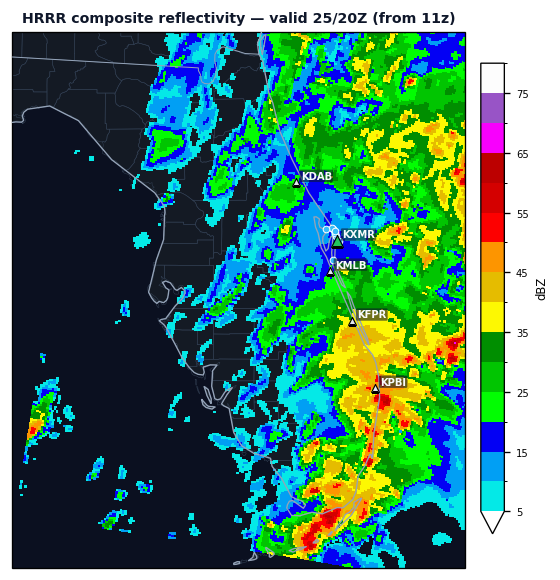 HRRR composite reflectivity — valid 25/20Z (from 11z)
75
65
55
45
35
25
15
5
dBZ
KDAB
KXMR
KMLB
KFPR
KPBI